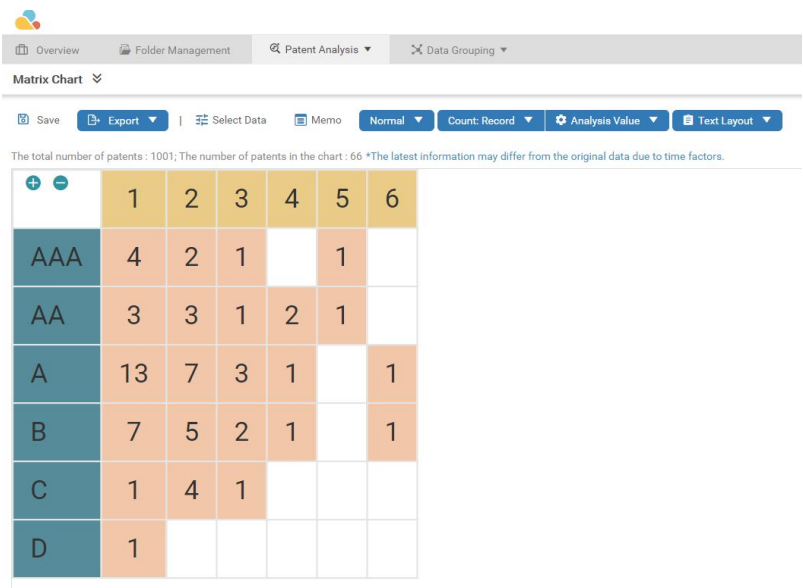 Overview Folder Management Patent Analysis Data Grouping
Matrix Chart
Save Export | Select Data Memo Normal Count: Record Analysis Value Text Layout
The total number of patents : 1001; The number of patents in the chart : 66 *The latest information may differ from the original data due to time factors.
1 2 3 4 5 6
AAA 4 2 1 1
AA 3 3 1 2 1
A 13 7 3 1 1
B 7 5 2 1 1
C 1 4 1
D 1